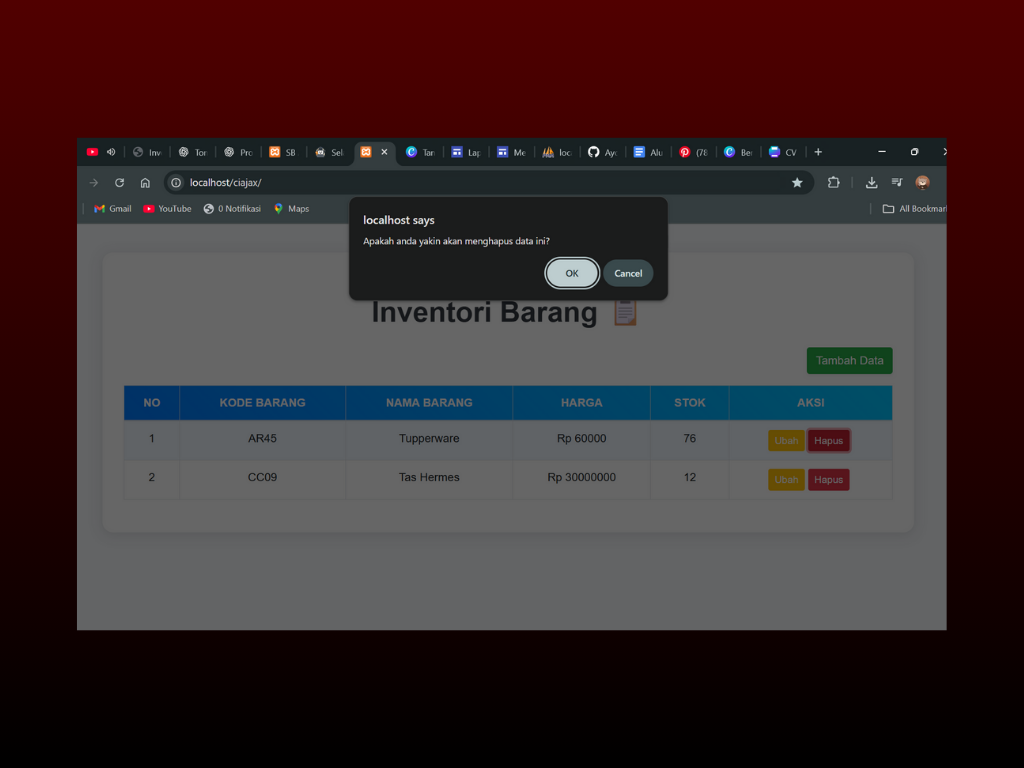 Inv Tor Pro SB Sel Tan Lap Me loc Ayo Alu (78 Be CV
localhost/ciajax/
Gmail YouTube 0 Notifikasi Maps All Bookmar
localhost says
Apakah anda yakin akan menghapus data ini?
OK Cancel
Inventori Barang
Tambah Data
NO KODE BARANG NAMA BARANG HARGA STOK AKSI
1 AR45 Tupperware Rp 60000 76 Ubah Hapus
2 CC09 Tas Hermes Rp 30000000 12 Ubah Hapus